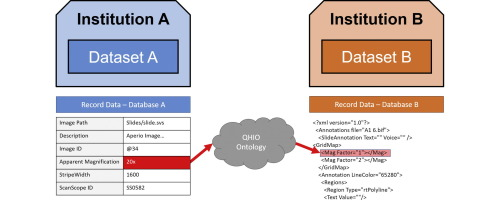 Institution A
Dataset A
Institution B
Dataset B
Record Data – Database A
Image Path Slides/slide.svs
Description Aperio Image...
Image ID @34
Apparent Magnification 20x
StripeWidth 1600
ScanScope ID SS0582
QHIO
Ontology
Record Data – Database B
<?xml version="1.0"?>
<Annotations file="A1 6.bif">
<SlideAnnotation Text="" Voice="" />
<GridMap>
<Mag Factor="1"></Mag>
<Mag Factor="2"></Mag>
</GridMap>
<Annotation LineColor="65280">
<Regions>
<Region Type="rtPolyline">
<Text Value=""/>